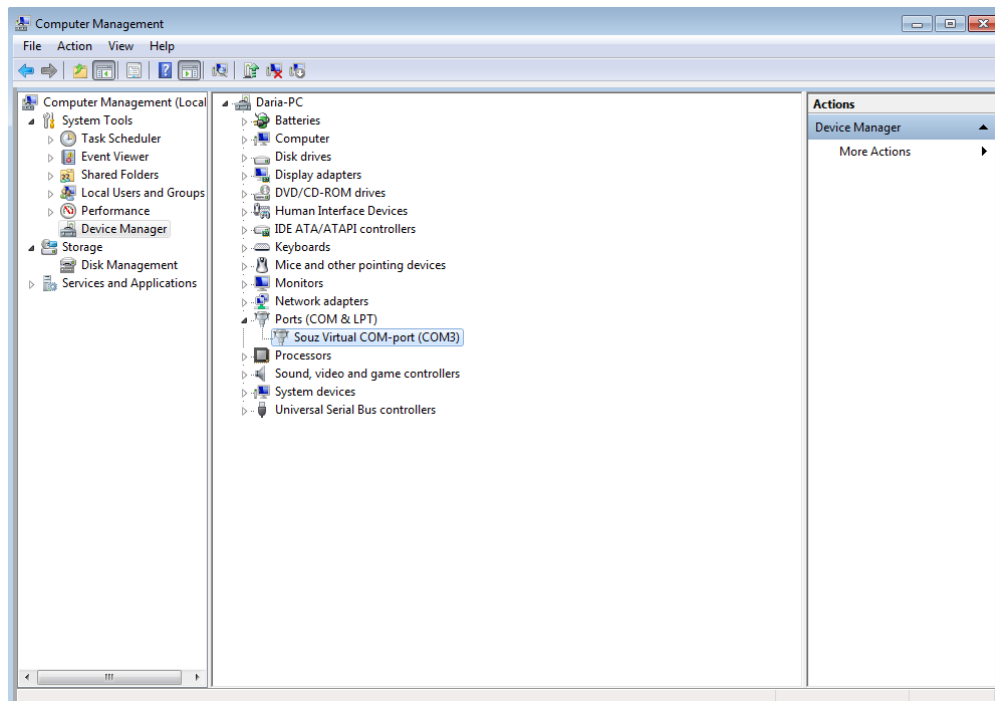 Computer Management
File Action View Help
Computer Management (Local
System Tools
Task Scheduler
Event Viewer
Shared Folders
Local Users and Groups
Performance
Device Manager
Storage
Disk Management
Services and Applications
Daria-PC
Batteries
Computer
Disk drives
Display adapters
DVD/CD-ROM drives
Human Interface Devices
IDE ATA/ATAPI controllers
Keyboards
Mice and other pointing devices
Monitors
Network adapters
Ports (COM & LPT)
Souz Virtual COM-port (COM3)
Processors
Sound, video and game controllers
System devices
Universal Serial Bus controllers
Actions
Device Manager
More Actions